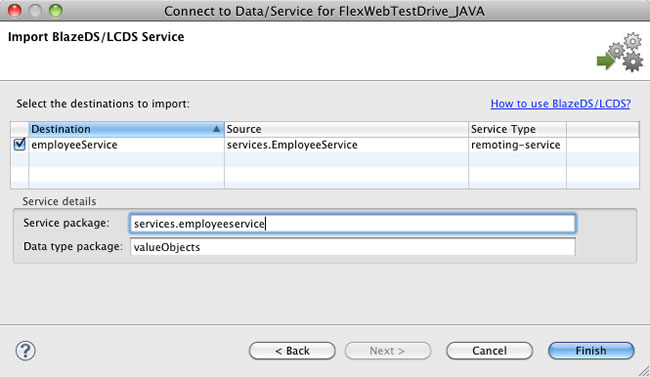 Connect to Data/Service for FlexWebTestDrive_JAVA
Import BlazeDS/LCDS Service
Select the destinations to import: How to use BlazeDS/LCDS?
Destination Source Service Type
employeeService services.EmployeeService remoting-service
Service details
Service package: services.employeeservice
Data type package: valueObjects
? < Back Next > Cancel Finish